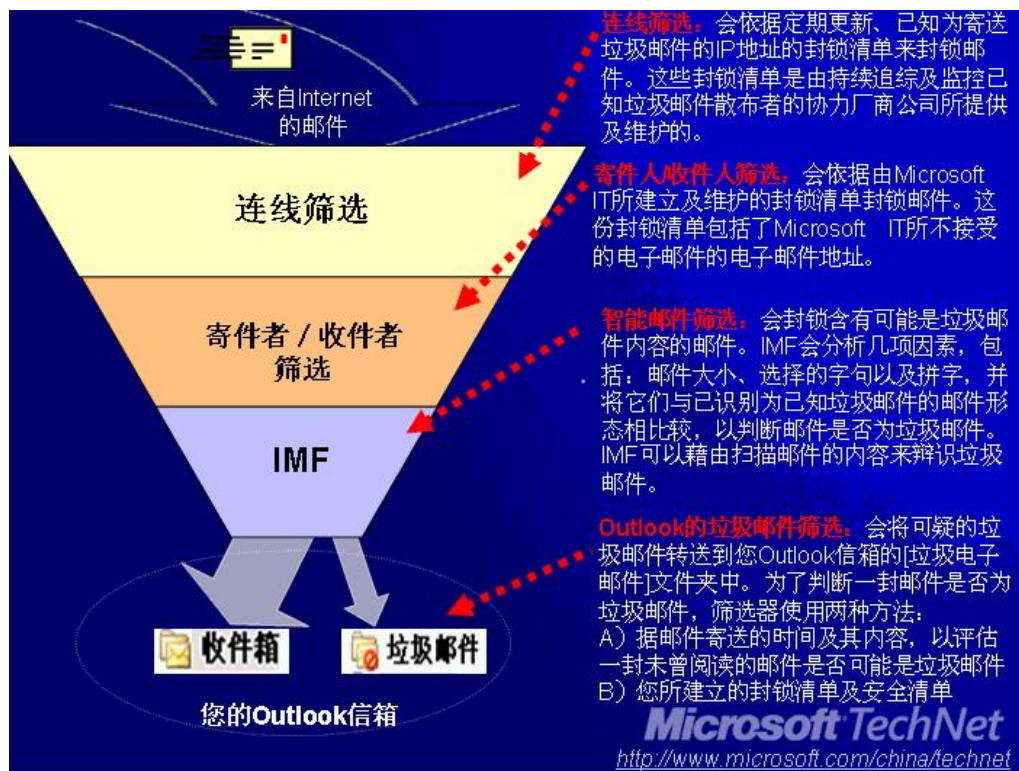 来自Internet
的邮件
连线筛选
寄件者 / 收件者
筛选
IMF
收件箱
垃圾邮件
您的Outlook信箱
连线筛选：会依据定期更新、已知为寄送
垃圾邮件的IP地址的封锁清单来封锁邮
件。这些封锁清单是由持续追综及监控已
知垃圾邮件散布者的协力厂商公司所提供
及维护的。
寄件人/收件人筛选：会依据由Microsoft
IT所建立及维护的封锁清单封锁邮件。这
份封锁清单包括了Microsoft IT所不接受
的电子邮件的电子邮件地址。
智能邮件筛选：会封锁含有可能是垃圾邮
件内容的邮件。IMF会分析几项因素，包
括：邮件大小、选择的字句以及拼字，并
将它们与已识别为已知垃圾邮件的邮件形
态相比较，以判断邮件是否为垃圾邮件。
IMF可以藉由扫描邮件的内容来辩识垃圾
邮件。
Outlook的垃圾邮件筛选：会将可疑的垃
圾邮件转送到您Outlook信箱的[垃圾电子
邮件]文件夹中。为了判断一封邮件是否为
垃圾邮件，筛选器使用两种方法：
A）据邮件寄送的时间及其内容，以评估
一封未曾阅读的邮件是否可能是垃圾邮件
B）您所建立的封锁清单及安全清单
Microsoft TechNet
http://www.microsoft.com/china/technet